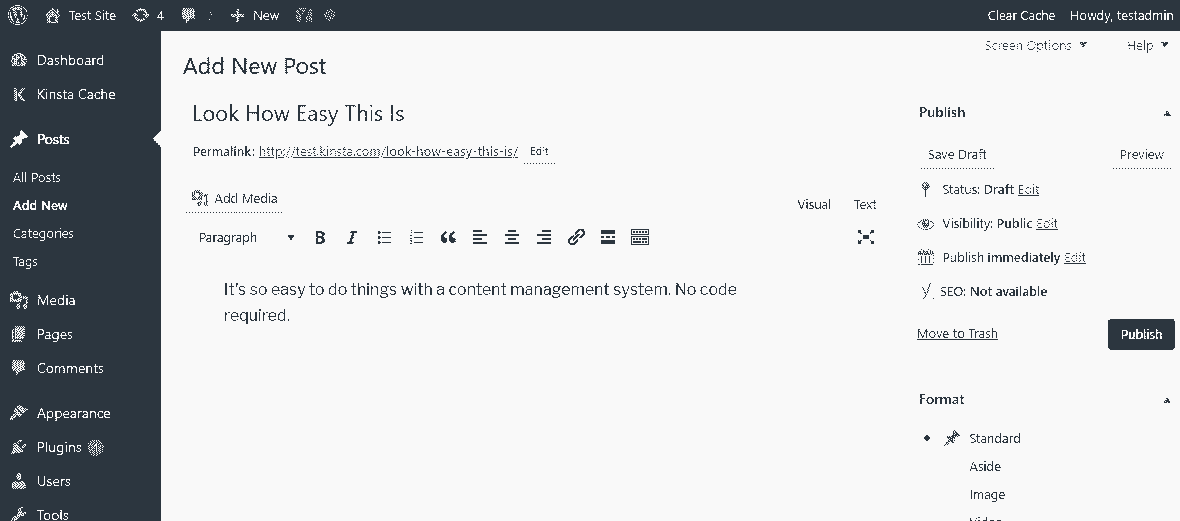 Test Site 4 New Clear Cache Howdy, testadmin
Screen Options Help
Dashboard
Kinsta Cache
Posts
All Posts
Add New
Categories
Tags
Media
Pages
Comments
Appearance
Plugins
Users
Tools
Add New Post
Look How Easy This Is
Permalink: http://test.kinsta.com/look-how-easy-this-is/ Edit
Add Media
Visual Text
Paragraph B I
It's so easy to do things with a content management system. No code
required.
Publish
Save Draft Preview
Status: Draft Edit
Visibility: Public Edit
Publish immediately Edit
SEO: Not available
Move to Trash Publish
Format
Standard
Aside
Image